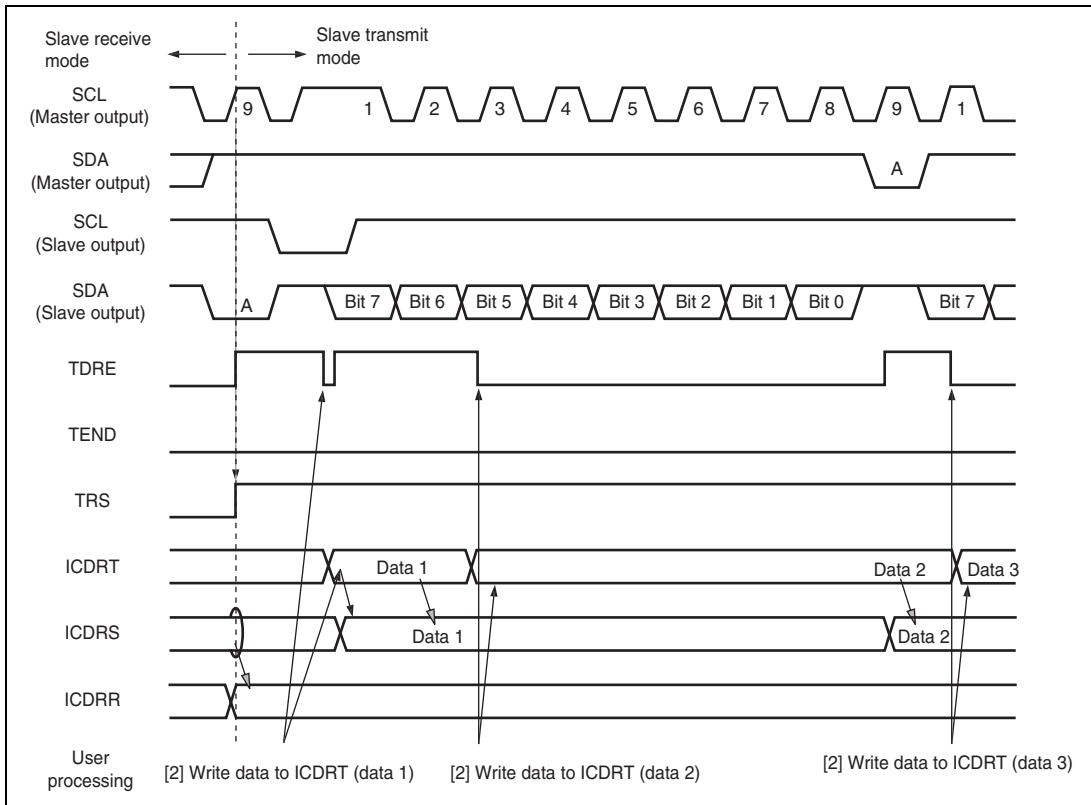 Slave receive
mode
Slave transmit
mode
SCL
(Master output)
9 1 2 3 4 5 6 7 8 9 1
SDA
(Master output)
A
SCL
(Slave output)
SDA
(Slave output)
A Bit 7 Bit 6 Bit 5 Bit 4 Bit 3 Bit 2 Bit 1 Bit 0 Bit 7
TDRE
TEND
TRS
ICDRT
Data 1 Data 2 Data 3
ICDRS
Data 1 Data 2
ICDRR
User
processing
[2] Write data to ICDRT (data 1) [2] Write data to ICDRT (data 2) [2] Write data to ICDRT (data 3)